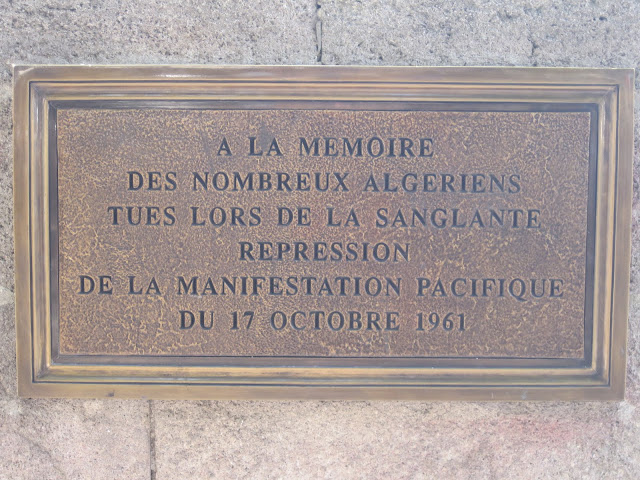 A LA MEMOIRE
DES NOMBREUX ALGERIENS
TUES LORS DE LA SANGLANTE
REPRESSION
DE LA MANIFESTATION PACIFIQUE
DU 17 OCTOBRE 1961